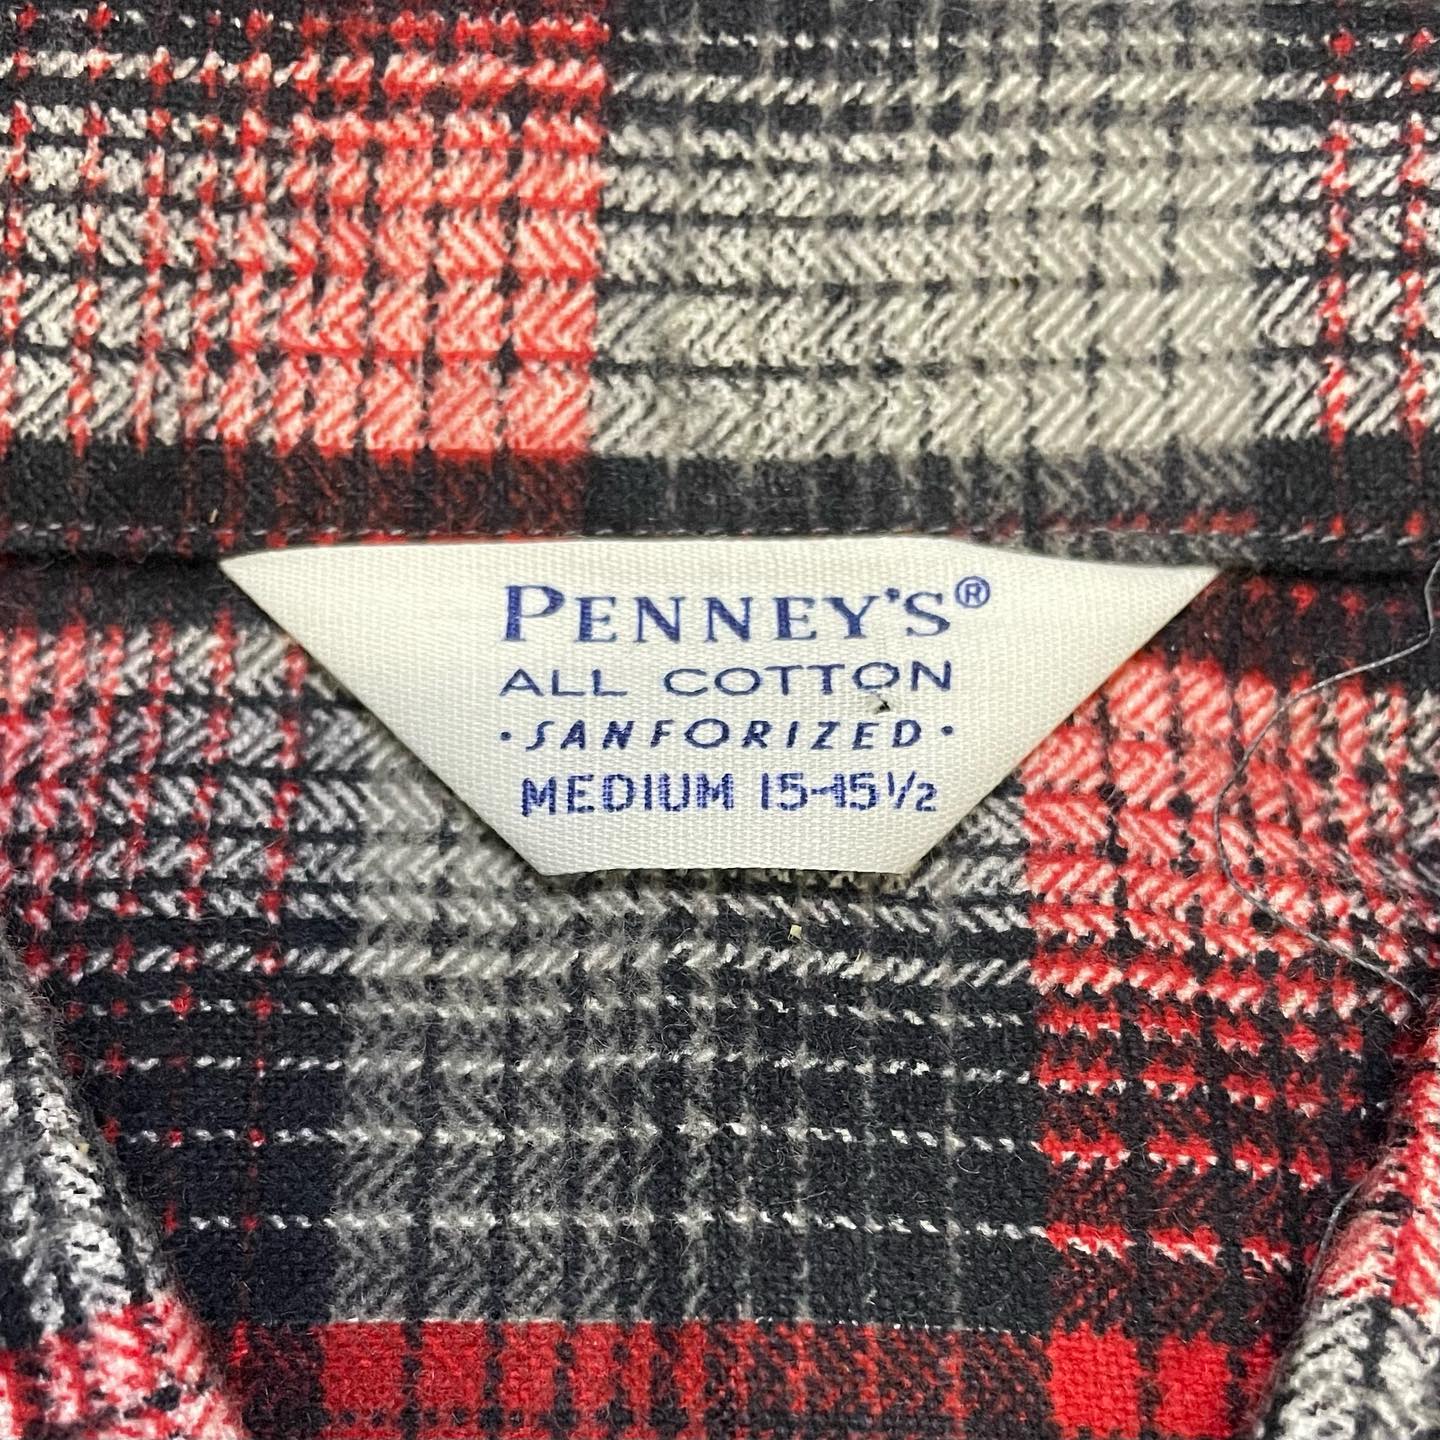 PENNEY'S®
ALL COTTON
·SANFORIZED·
MEDIUM 15-15½